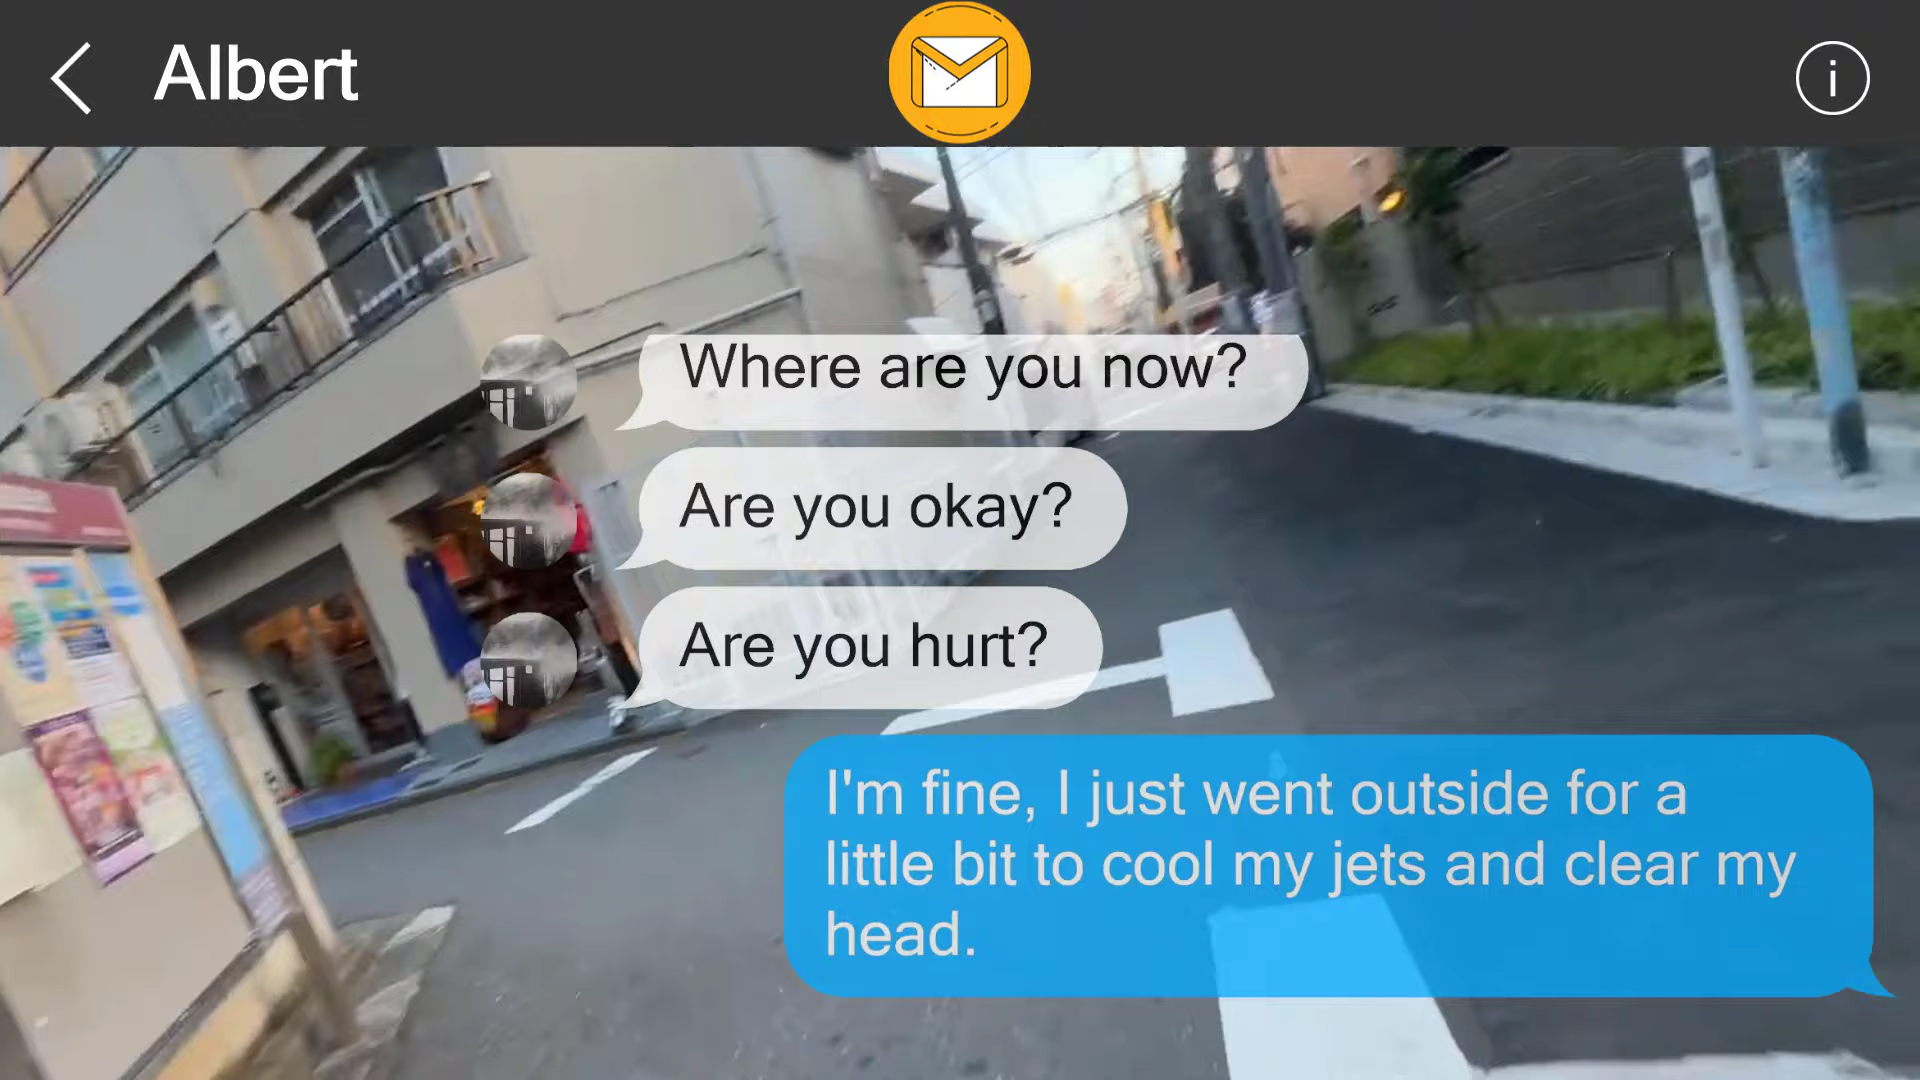 Albert
Where are you now?
Are you okay?
Are you hurt?
I'm fine, I just went outside for a
little bit to cool my jets and clear my
head.